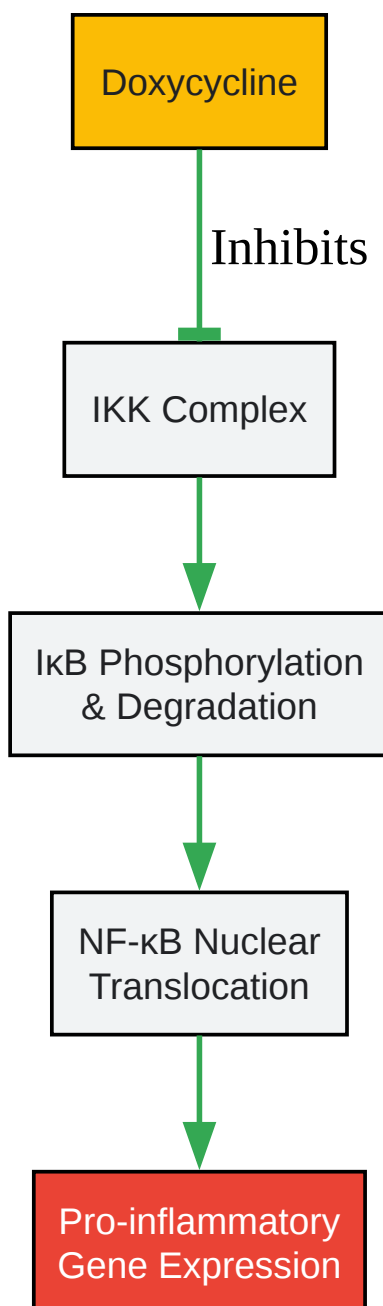 Doxycycline
Inhibits
IKK Complex
IκB Phosphorylation
& Degradation
NF-κB Nuclear
Translocation
Pro-inflammatory
Gene Expression